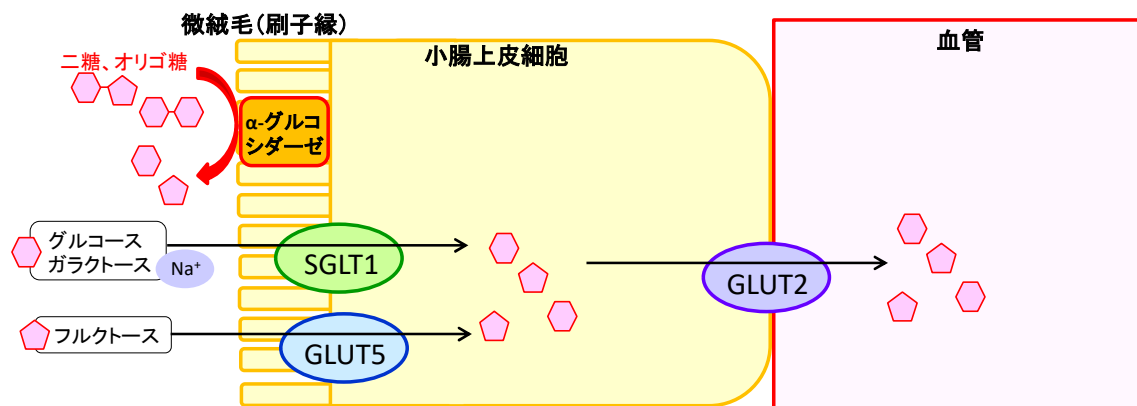 微絨毛(刷子縁)
小腸上皮細胞
血管
二糖、オリゴ糖
α-グルコ
シダーゼ
グルコース
ガラクトース
Na⁺
SGLT1
GLUT2
フルクトース
GLUT5